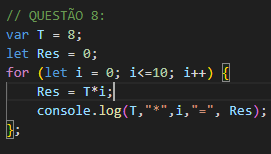 // QUESTÃO 8:
var T = 8;
let Res = 0;
for (let i = 0; i<=10; i++) {
    Res = T*i;
    console.log(T,"*",i,"=", Res);
};